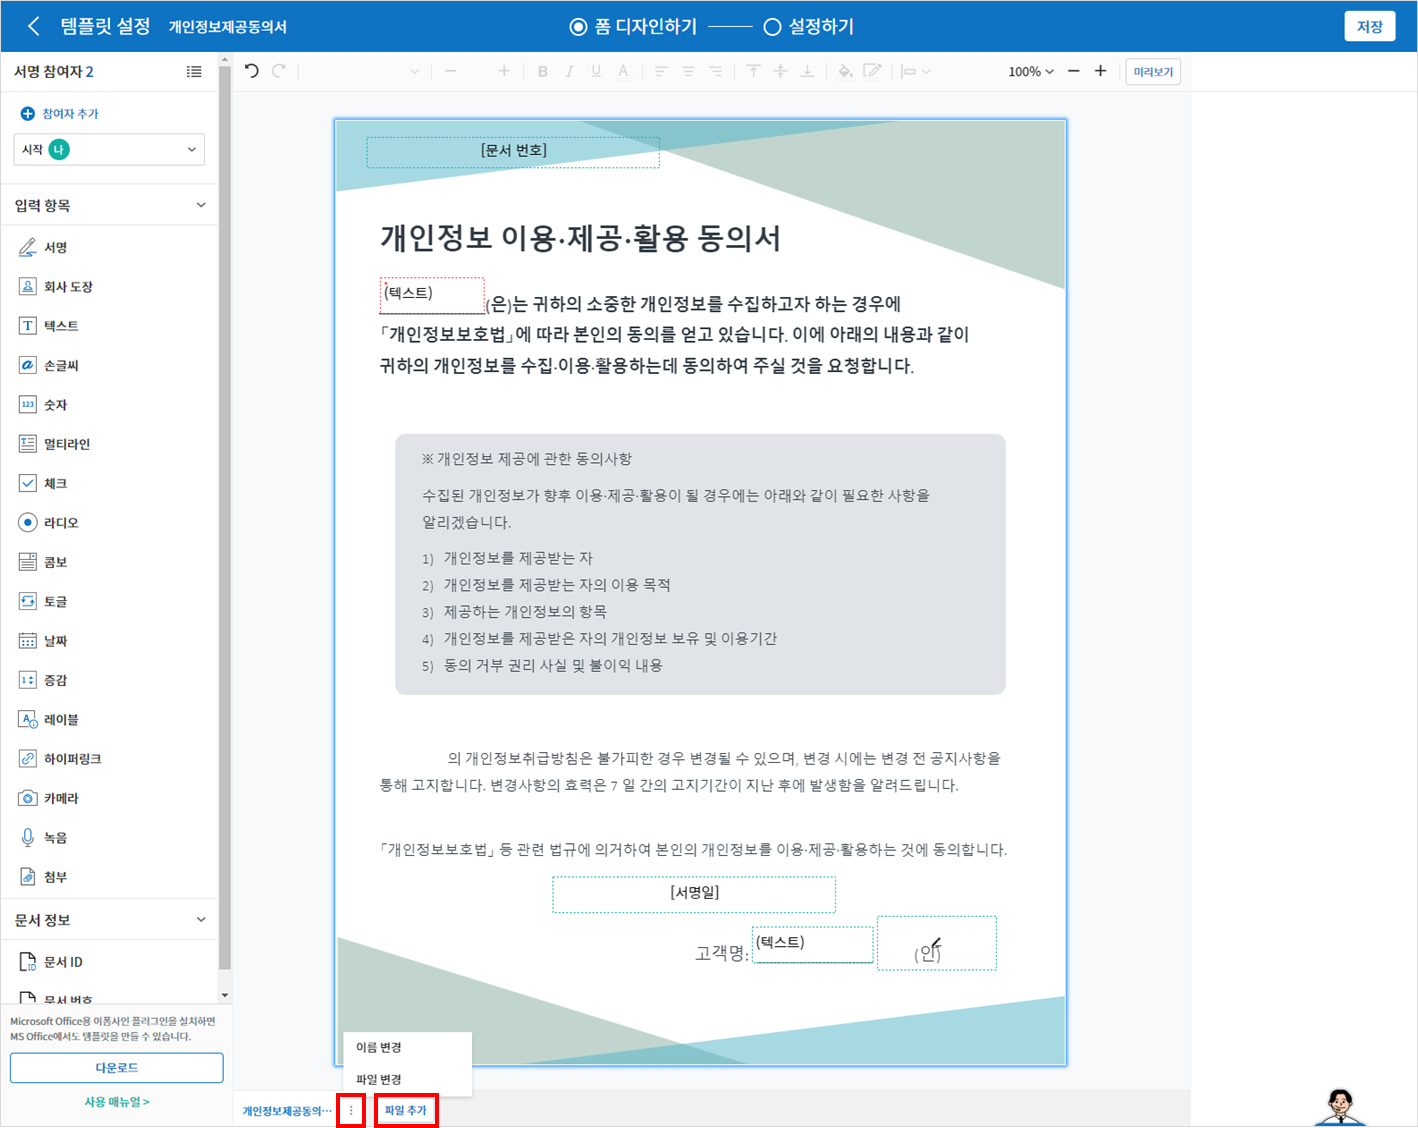 템플릿 설정 개인정보제공동의서 폼 디자인하기 설정하기 저장
서명 참여자 2
100% 미리보기
참여자 추가
시작 나
입력 항목
서명
회사 도장
텍스트
손글씨
숫자
멀티라인
체크
라디오
콤보
토글
날짜
증감
레이블
하이퍼링크
카메라
녹음
첨부
문서 정보
문서 ID
문서 번호
Microsoft Office용 이폼사인 플러그인을 설치하면
MS Office에서도 템플릿을 만들 수 있습니다.
다운로드
사용 매뉴얼 >
[문서 번호]
개인정보 이용·제공·활용 동의서
(텍스트) (은)는 귀하의 소중한 개인정보를 수집하고자 하는 경우에
「개인정보보호법」에 따라 본인의 동의를 얻고 있습니다. 이에 아래의 내용과 같이
귀하의 개인정보를 수집·이용·활용하는데 동의하여 주실 것을 요청합니다.
※ 개인정보 제공에 관한 동의사항
수집된 개인정보가 향후 이용·제공·활용이 될 경우에는 아래와 같이 필요한 사항을
알리겠습니다.
1) 개인정보를 제공받는 자
2) 개인정보를 제공받는 자의 이용 목적
3) 제공하는 개인정보의 항목
4) 개인정보를 제공받은 자의 개인정보 보유 및 이용기간
5) 동의 거부 권리 사실 및 불이익 내용
의 개인정보취급방침은 불가피한 경우 변경될 수 있으며, 변경 시에는 변경 전 공지사항을
통해 고지합니다. 변경사항의 효력은 7 일 간의 고지기간이 지난 후에 발생함을 알려드립니다.
「개인정보보호법」 등 관련 법규에 의거하여 본인의 개인정보를 이용·제공·활용하는 것에 동의합니다.
[서명일]
고객명: (텍스트) (인)
이름 변경
파일 변경
개인정보제공동의… 파일 추가